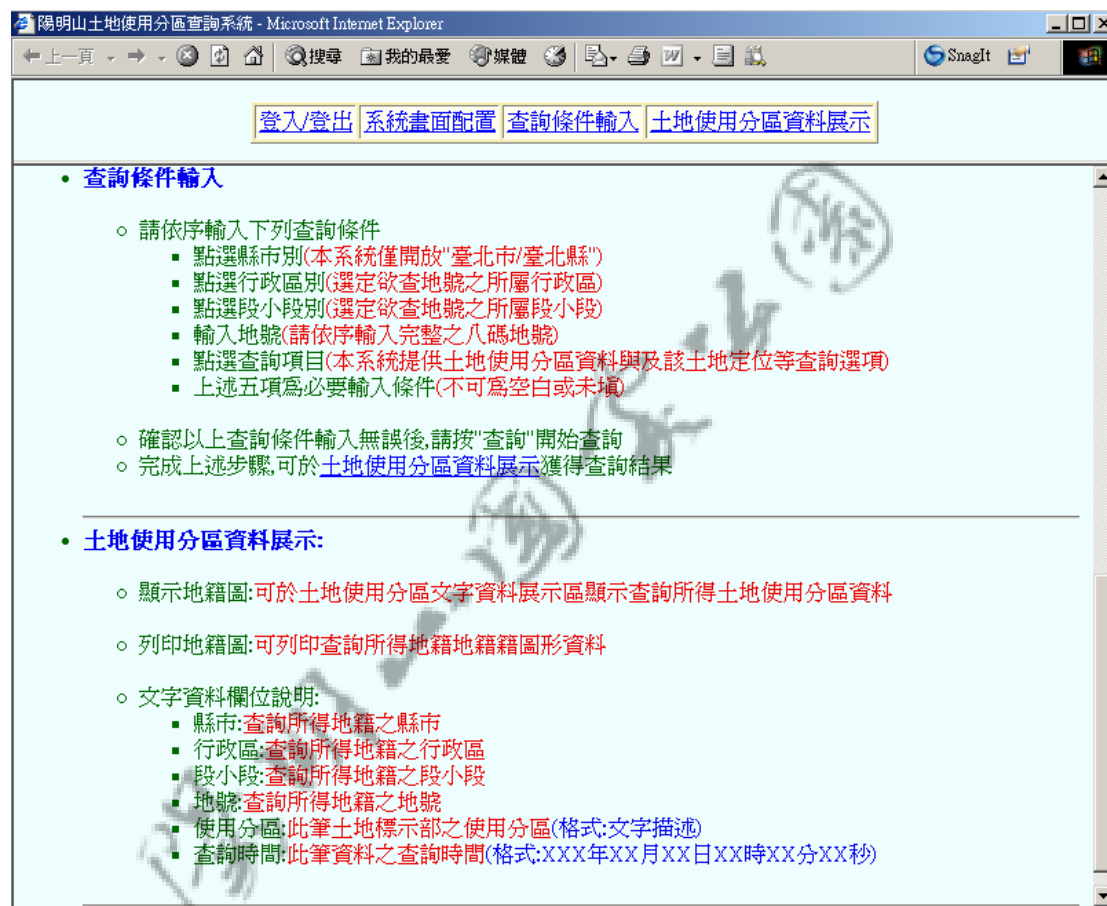 陽明山土地使用分區查詢系統 - Microsoft Internet Explorer
上一頁 搜尋 我的最愛 媒體 SnagIt
登入/登出 系統畫面配置 查詢條件輸入 土地使用分區資料展示
查詢條件輸入
請依序輸入下列查詢條件
點選縣市別(本系統僅開放"臺北市/臺北縣")
點選行政區別(選定欲查地號之所屬行政區)
點選段小段別(選定欲查地號之所屬段小段)
輸入地號(請依序輸入完整之八碼地號)
點選查詢項目(本系統提供土地使用分區資料與及該土地定位等查詢選項)
上述五項為必要輸入條件(不可為空白或未填)
確認以上查詢條件輸入無誤後,請按"查詢"開始查詢
完成上述步驟,可於土地使用分區資料展示獲得查詢結果
土地使用分區資料展示:
顯示地籍圖:可於土地使用分區文字資料展示區顯示查詢所得土地使用分區資料
列印地籍圖:可列印查詢所得地籍地籍籍圖形資料
文字資料欄位說明:
縣市:查詢所得地籍之縣市
行政區:查詢所得地籍之行政區
段小段:查詢所得地籍之段小段
地號:查詢所得地籍之地號
使用分區:此筆土地標示部之使用分區(格式:文字描述)
查詢時間:此筆資料之查詢時間(格式:XXX年XX月XX日XX時XX分XX秒)